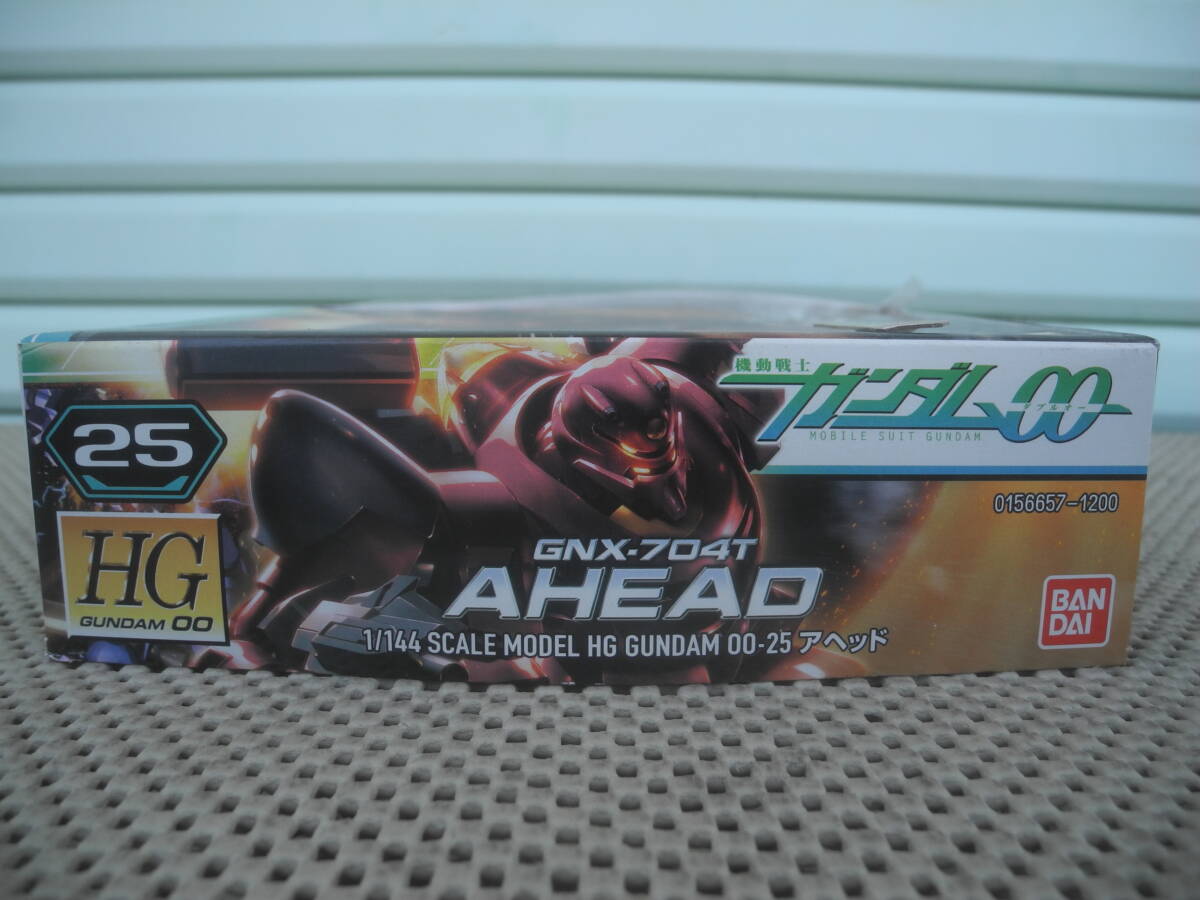 25
HG
GUNDAM 00
機動戦士
ガンダム00
ダブルオー
MOBILE SUIT GUNDAM
0156657-1200
GNX-704T
AHEAD
1/144 SCALE MODEL HG GUNDAM 00-25 アヘッド
BAN
DAI